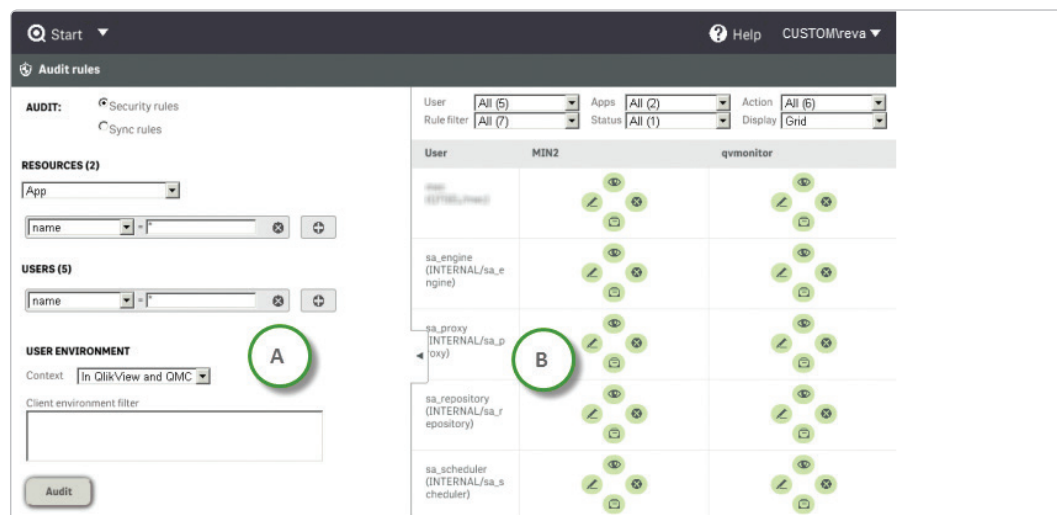 Start Help CUSTOM\reva
Audit rules
AUDIT: Security rules
Sync rules
RESOURCES (2)
App
name = *
USERS (5)
name = *
USER ENVIRONMENT
Context In QlikView and QMC
Client environment filter
Audit
A
User All (5) Apps All (2) Action All (6)
Rule filter All (7) Status All (1) Display Grid
User MIN2 qvmonitor
sa_engine
(INTERNAL/sa_e
ngine)
sa_proxy
INTERNAL/sa_p
oxy)
B
sa_repository
(INTERNAL/sa_r
epository)
sa_scheduler
(INTERNAL/sa_s
cheduler)